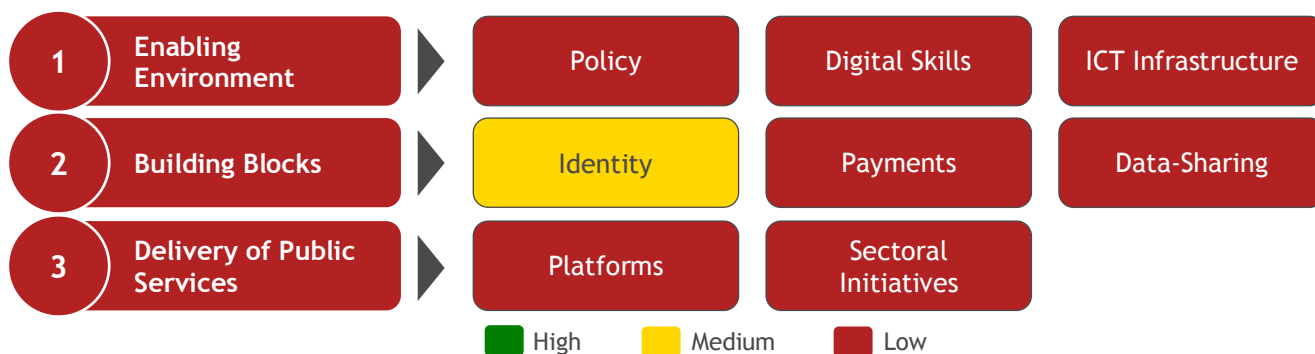 1
Enabling
Environment
Policy
Digital Skills
ICT Infrastructure
2
Building Blocks
Identity
Payments
Data-Sharing
3
Delivery of Public
Services
Platforms
Sectoral
Initiatives
High
Medium
Low